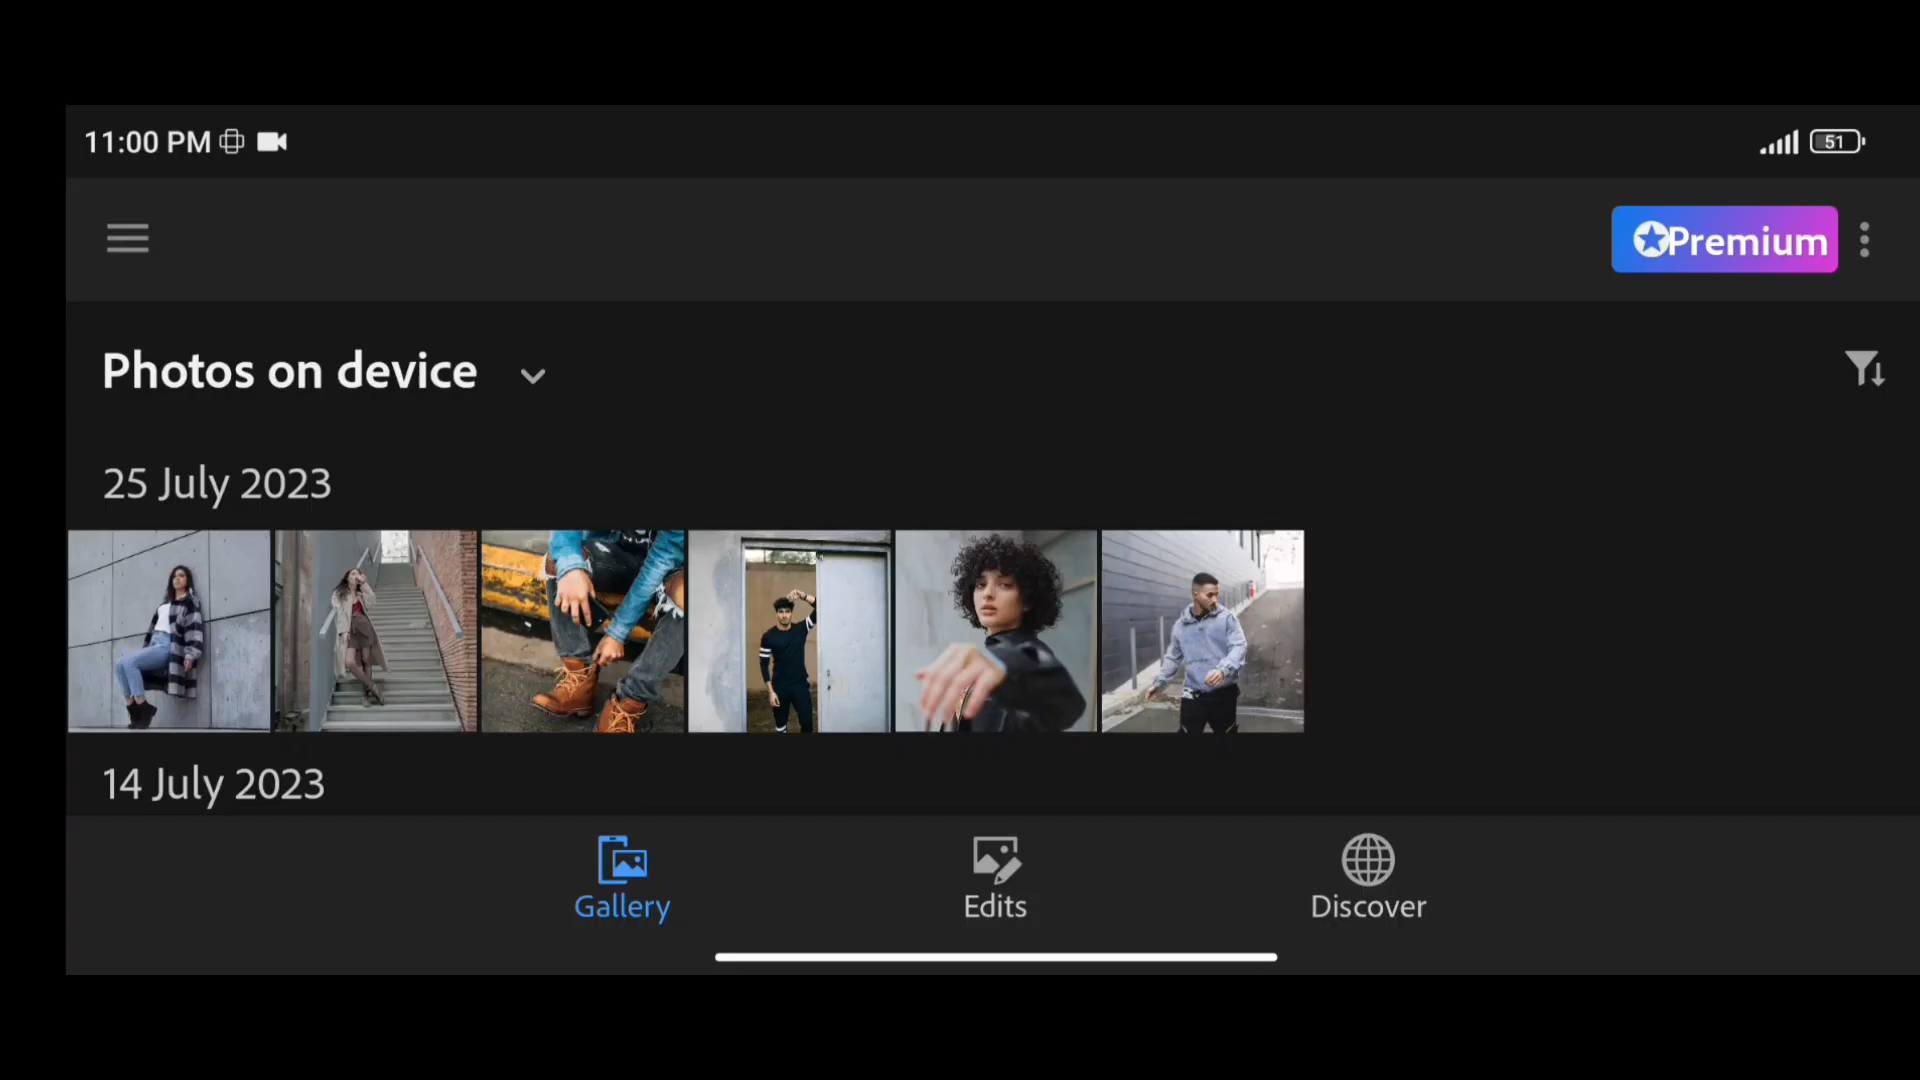 11:00 PM
51
Premium
Photos on device
25 July 2023
14 July 2023
Gallery
Edits
Discover